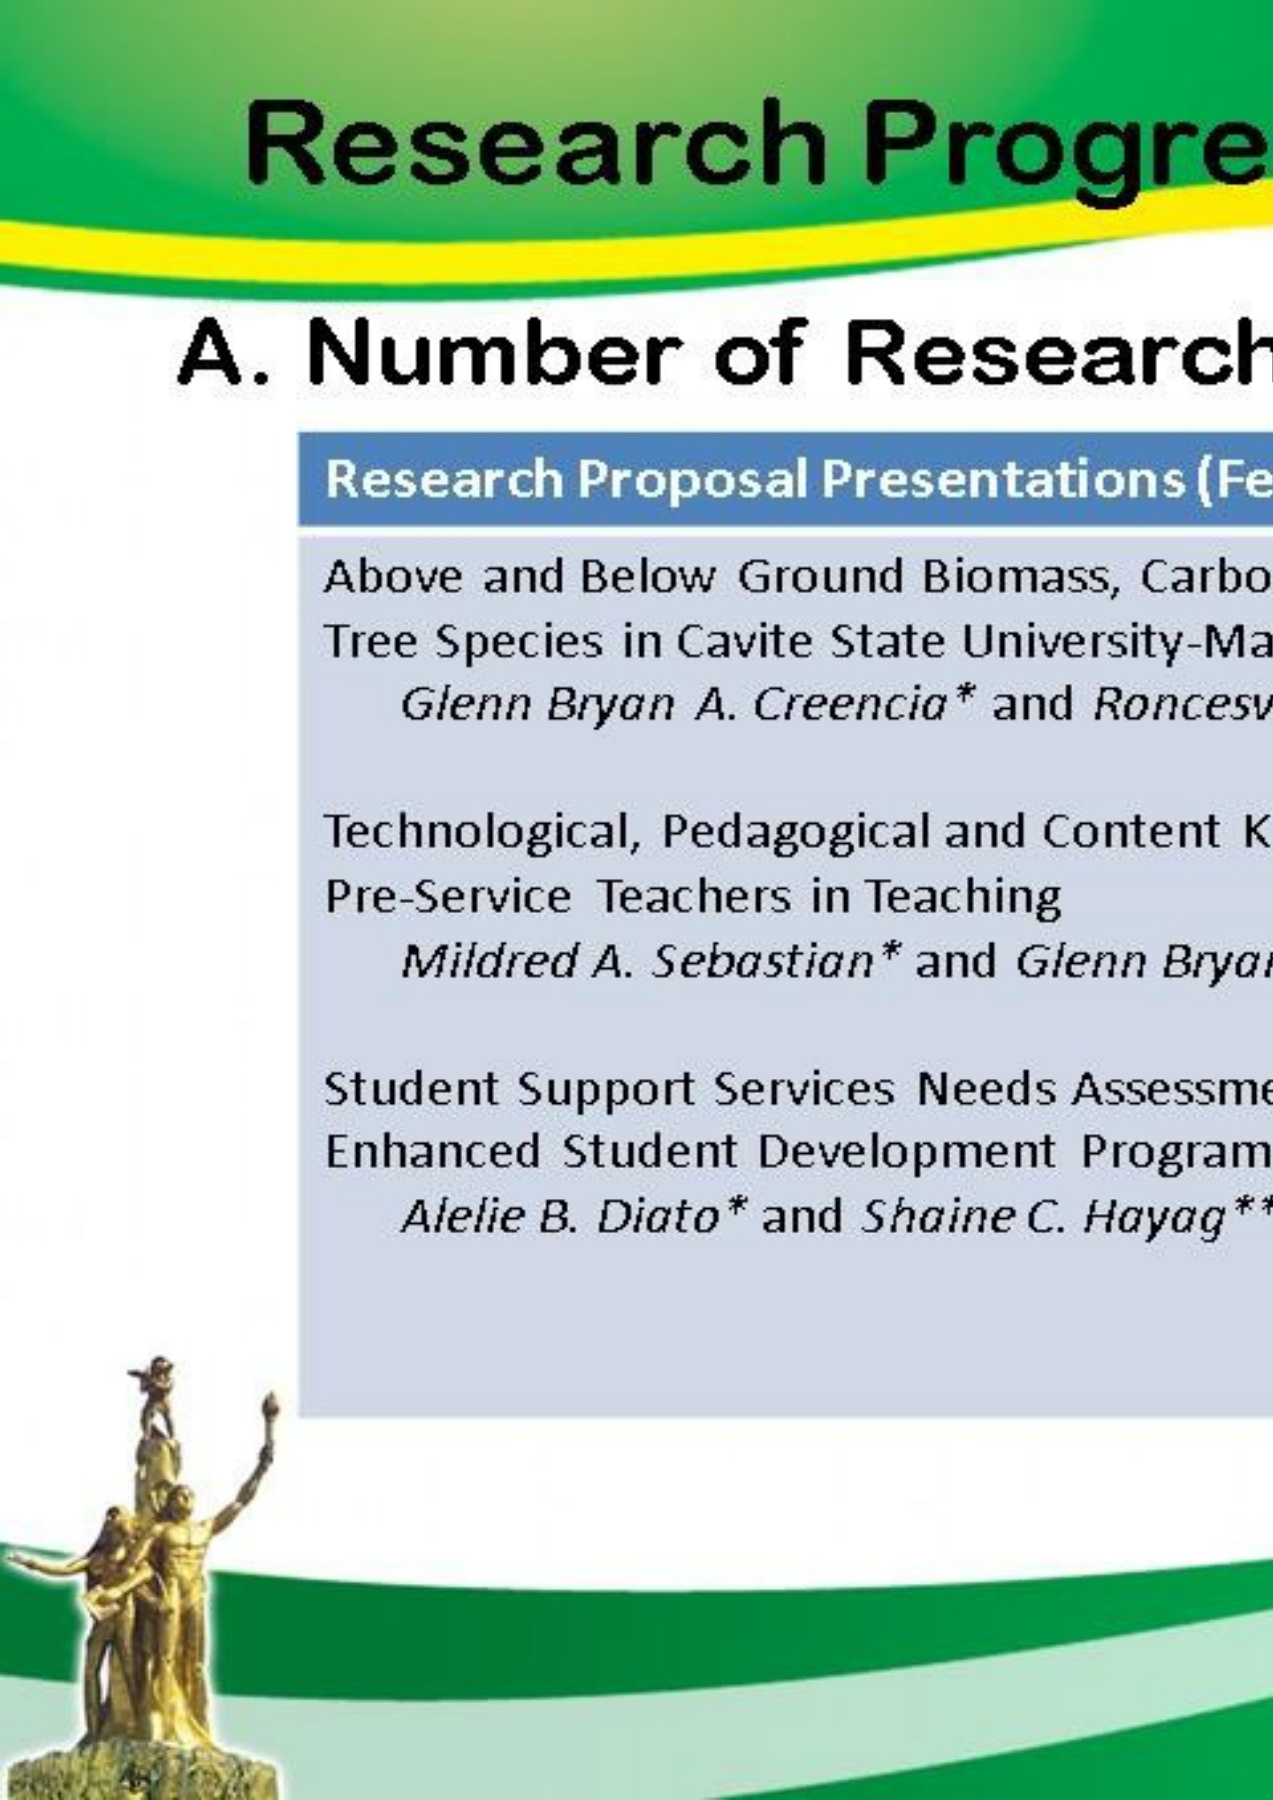 Research Progre
A. Number of Research
Research Proposal Presentations (Fe
Above and Below Ground Biomass, Carbo
Tree Species in Cavite State University-Ma
Glenn Bryan A. Creencia* and Roncesv
Technological, Pedagogical and Content K
Pre-Service Teachers in Teaching
Mildred A. Sebastian* and Glenn Bryan
Student Support Services Needs Assessme
Enhanced Student Development Program
Alelie B. Diato* and Shaine C. Hayag**